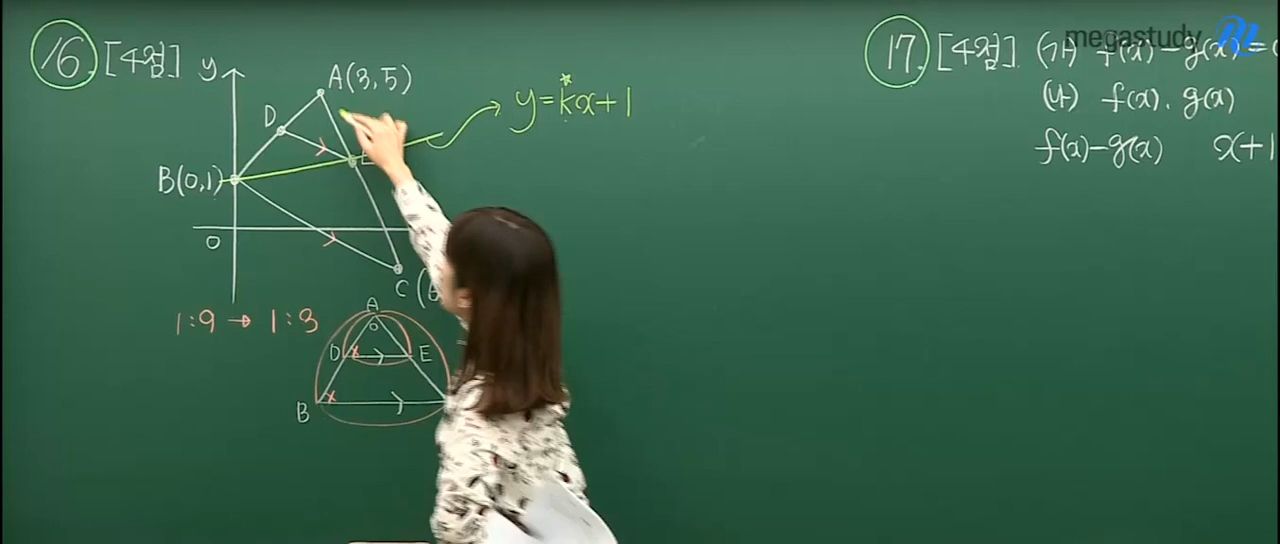 16. [4점]
y
A(3,5)
D
y=kx+1
B(0,1)
O
C(
1:9 → 1:3
A
D E
B
megastudy
17. [4점] (가) f(x)-g(x)=
(나) f(x). g(x)
f(x)-g(x) x+1